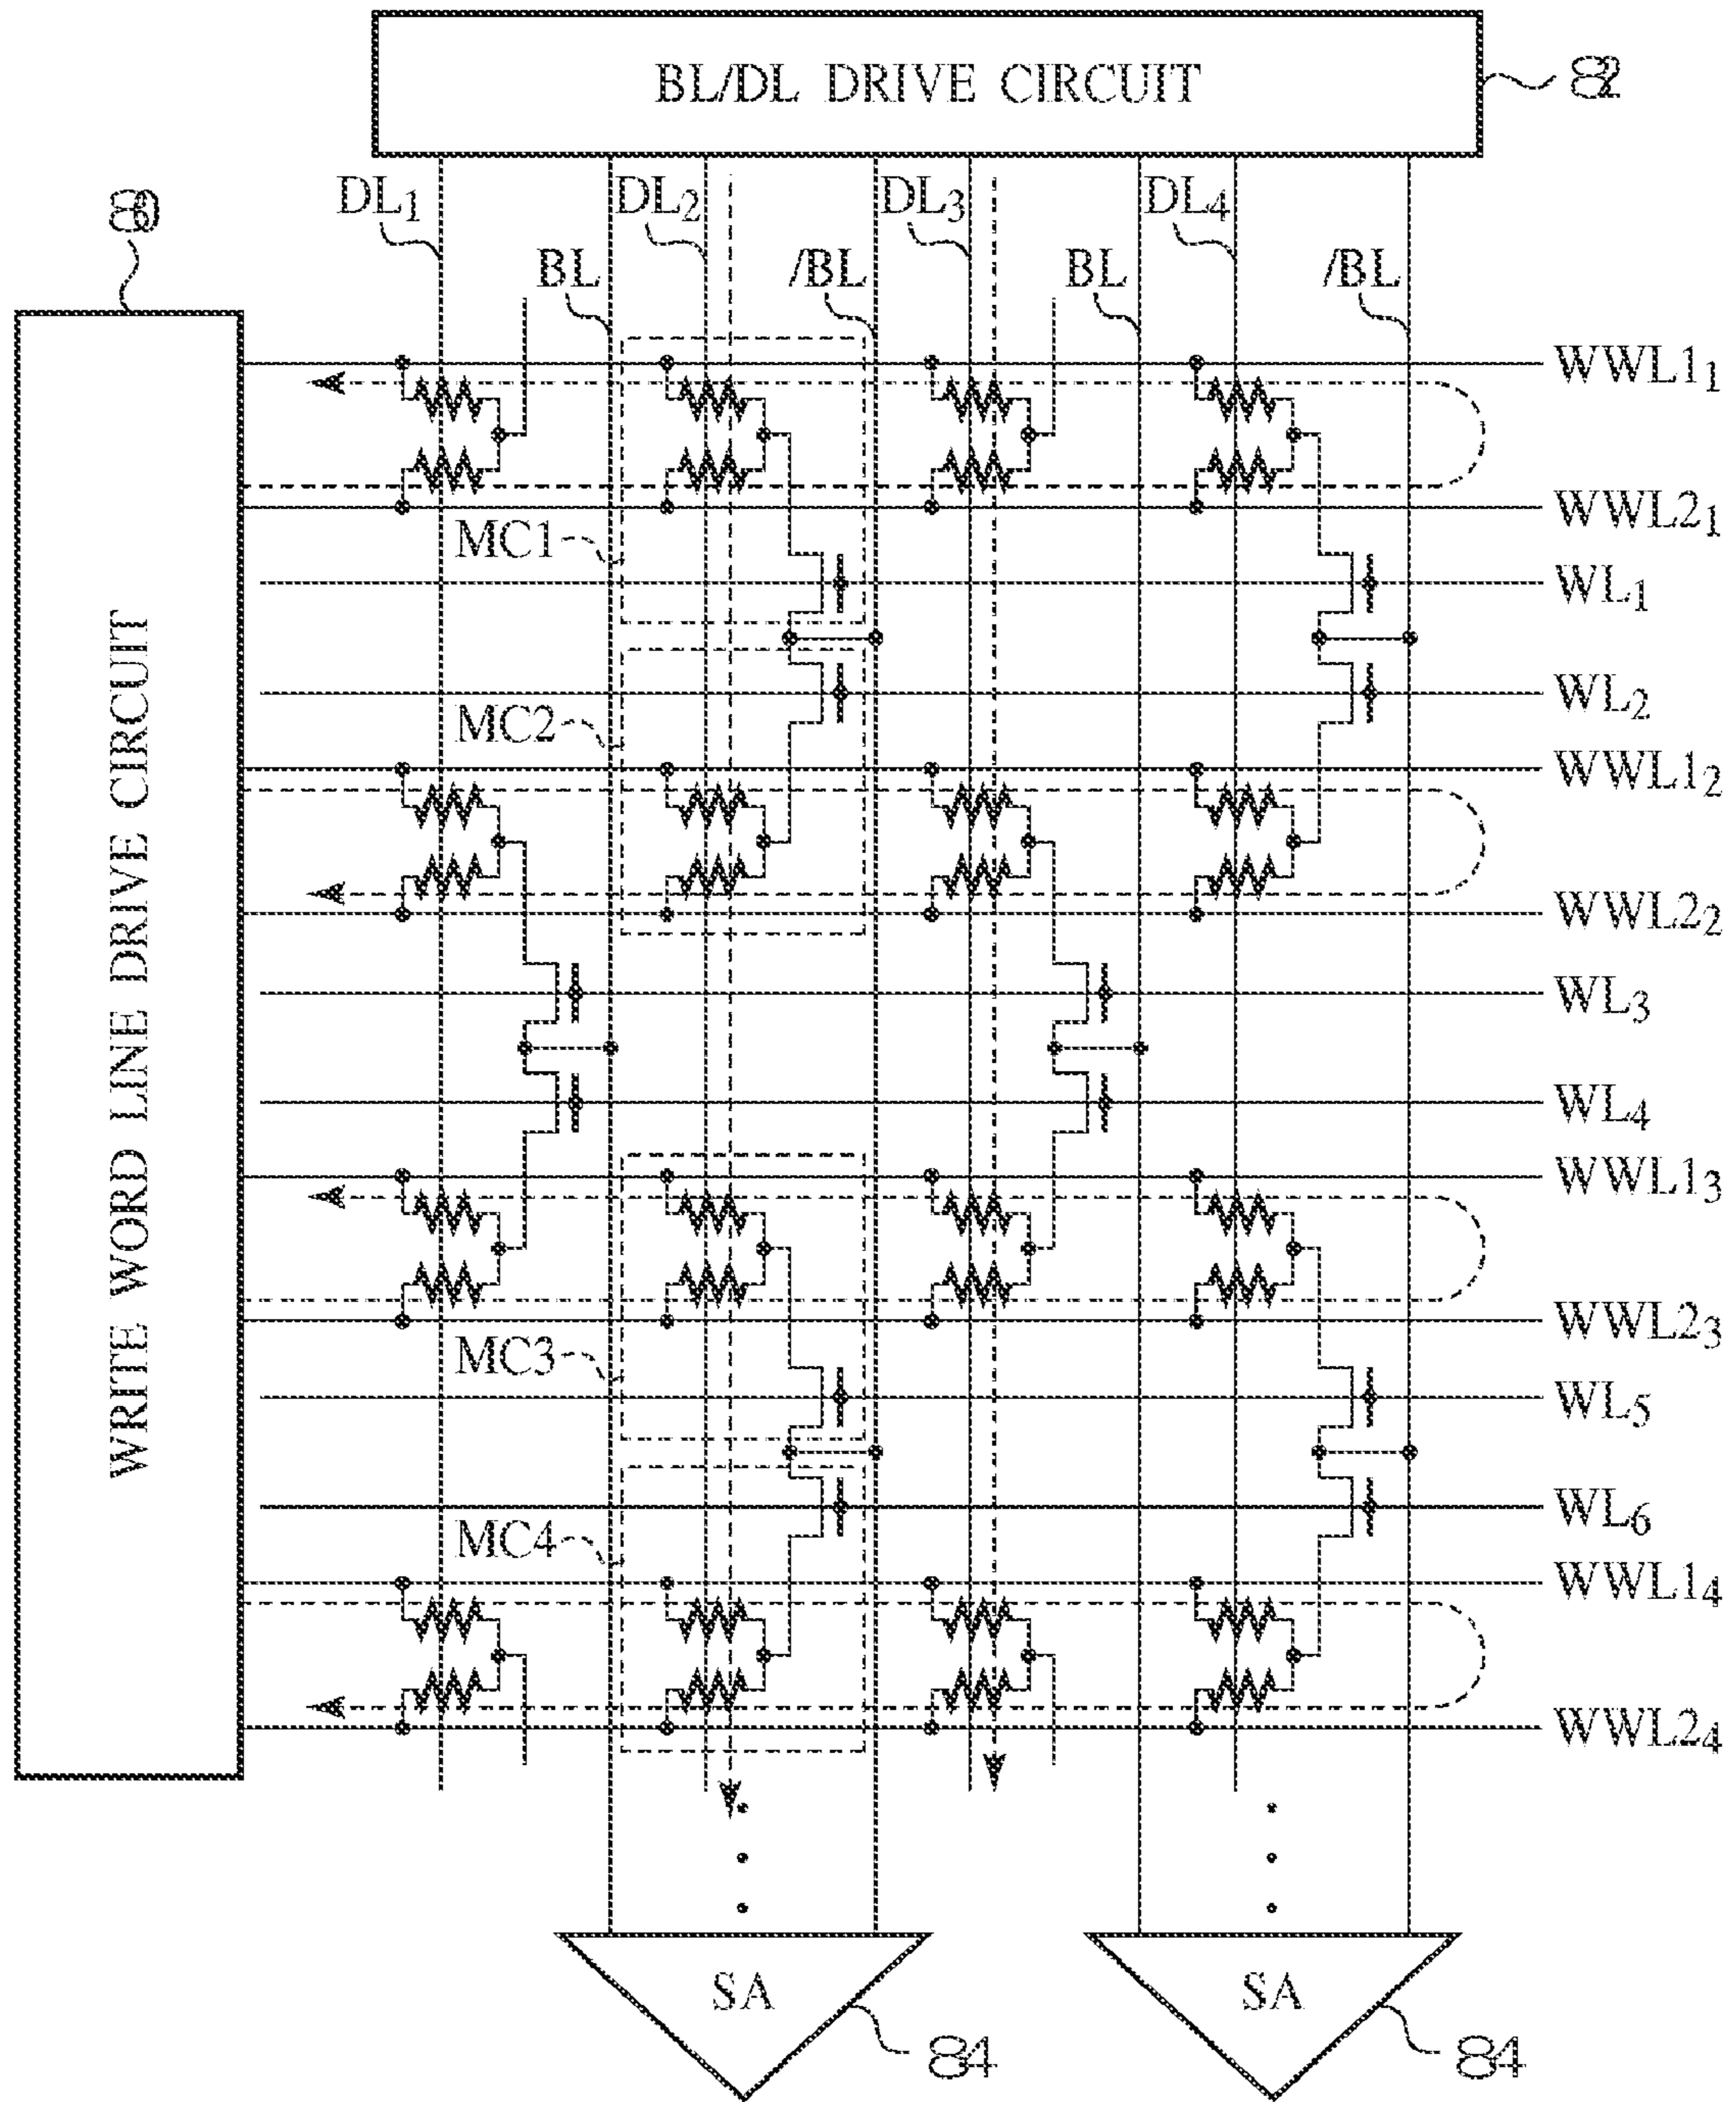 BL/DL DRIVE CIRCUIT
82
80
DL1
DL2
DL3
DL4
BL
/BL
BL
/BL
WRITE WORD LINE DRIVE CIRCUIT
WWL11
WWL21
MC1
WL1
WL2
MC2
WWL12
WWL22
WL3
WL4
WWL13
WWL23
MC3
WL5
WL6
MC4
WWL14
WWL24
SA
SA
84
84